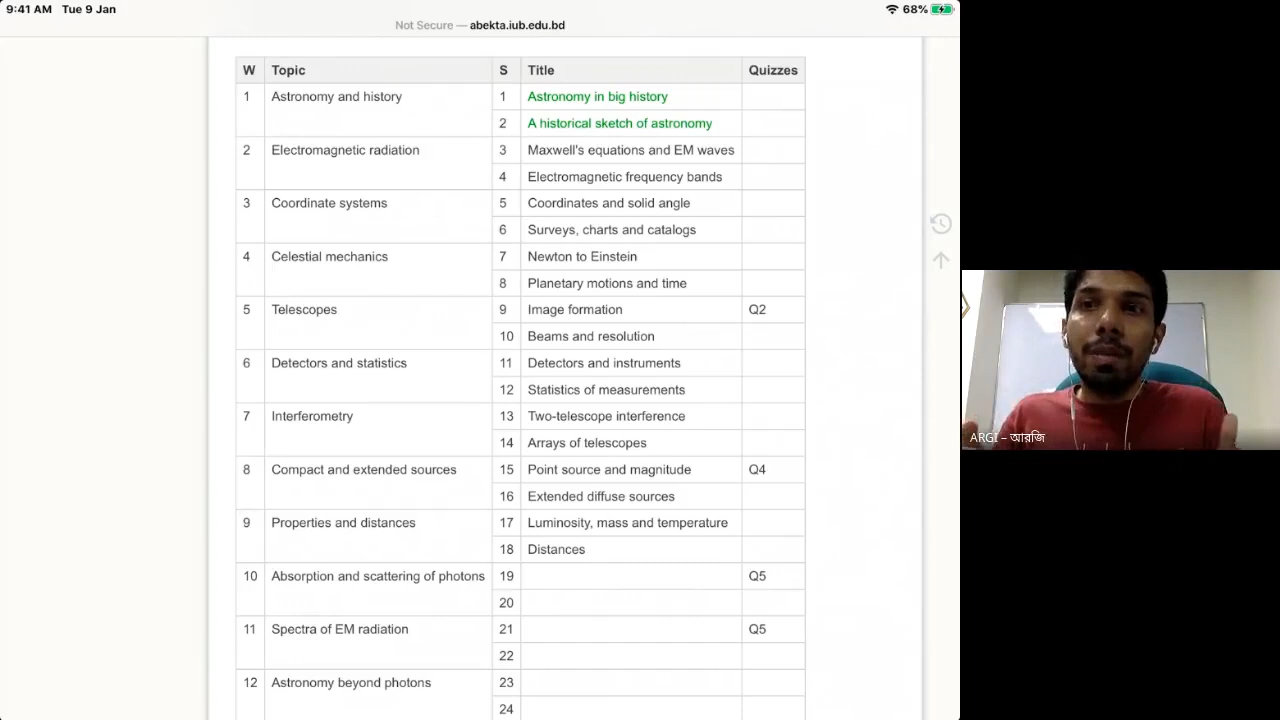 9:41 AM Tue 9 Jan
68%
Not Secure — abekta.iub.edu.bd
W Topic S Title Quizzes
1 Astronomy and history 1 Astronomy in big history
2 A historical sketch of astronomy
2 Electromagnetic radiation 3 Maxwell's equations and EM waves
4 Electromagnetic frequency bands
3 Coordinate systems 5 Coordinates and solid angle
6 Surveys, charts and catalogs
4 Celestial mechanics 7 Newton to Einstein
8 Planetary motions and time
5 Telescopes 9 Image formation Q2
10 Beams and resolution
6 Detectors and statistics 11 Detectors and instruments
12 Statistics of measurements
7 Interferometry 13 Two-telescope interference
14 Arrays of telescopes
8 Compact and extended sources 15 Point source and magnitude Q4
16 Extended diffuse sources
9 Properties and distances 17 Luminosity, mass and temperature
18 Distances
10 Absorption and scattering of photons 19 Q5
20
11 Spectra of EM radiation 21 Q5
22
12 Astronomy beyond photons 23
24
ARGI – আরজি